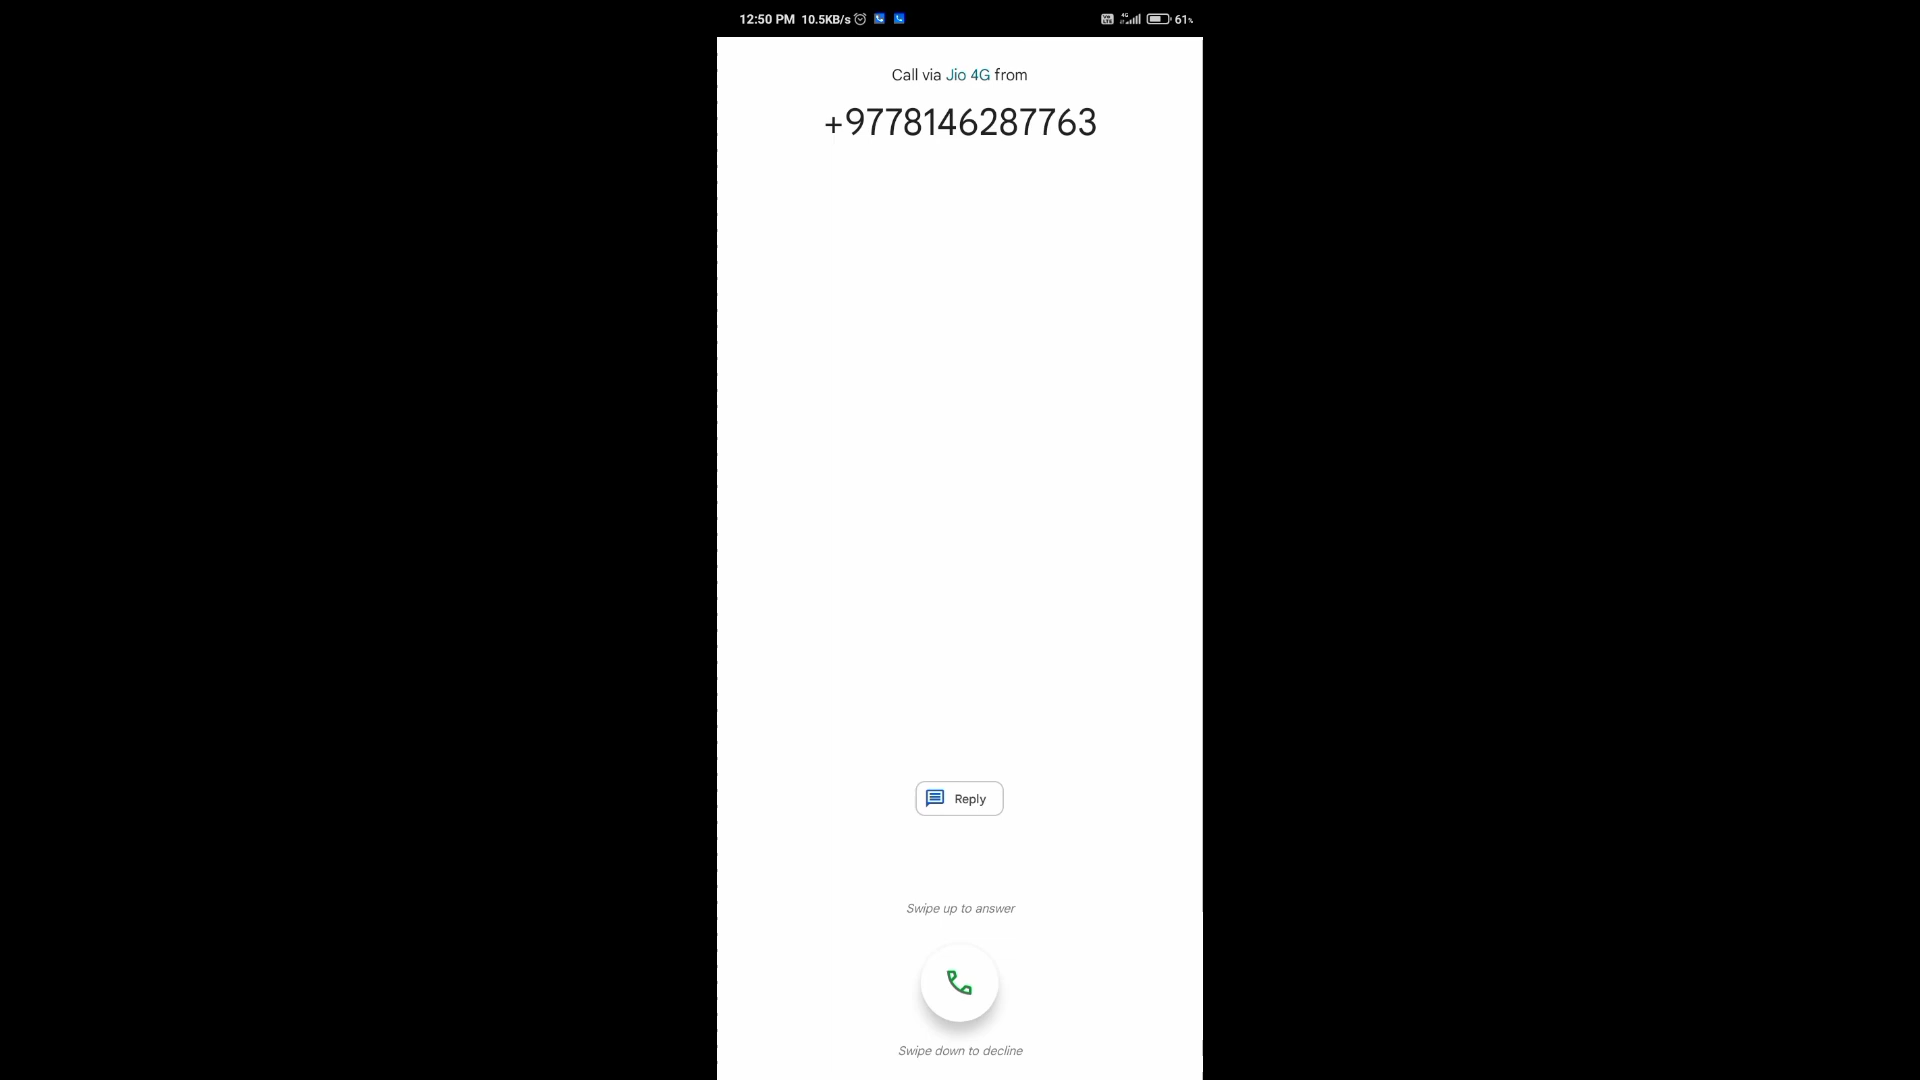 12:50 PM 10.5KB/s 4G 61%
Call via Jio 4G from
+9778146287763
Reply
Swipe up to answer
Swipe down to decline